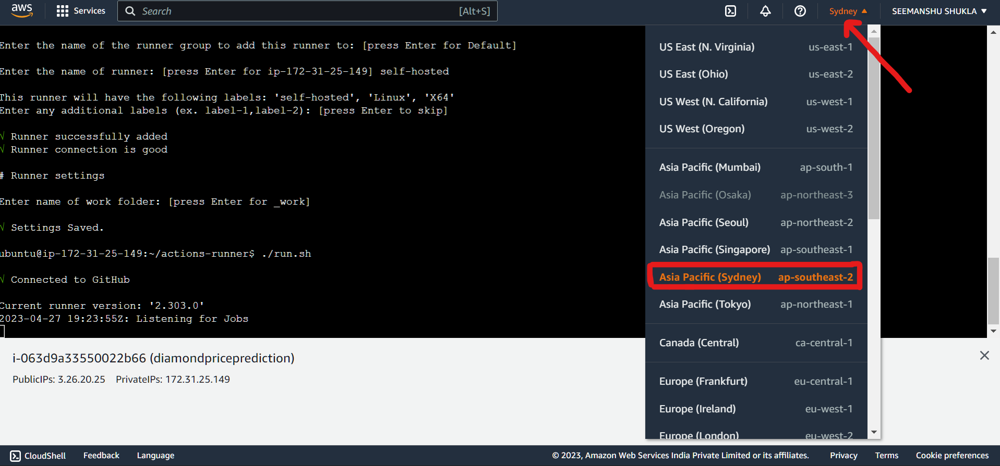 aws Services Search [Alt+S] Sydney ▲ SEEMANSHU SHUKLA ▼
Enter the name of the runner group to add this runner to: [press Enter for Default]
Enter the name of runner: [press Enter for ip-172-31-25-149] self-hosted
This runner will have the following labels: 'self-hosted', 'Linux', 'X64'
Enter any additional labels (ex. label-1,label-2): [press Enter to skip]
√ Runner successfully added
√ Runner connection is good
# Runner settings
Enter name of work folder: [press Enter for _work]
√ Settings Saved.
ubuntu@ip-172-31-25-149:~/actions-runner$ ./run.sh
√ Connected to GitHub
Current runner version: '2.303.0'
2023-04-27 19:23:55Z: Listening for Jobs
US East (N. Virginia) us-east-1
US East (Ohio) us-east-2
US West (N. California) us-west-1
US West (Oregon) us-west-2
Asia Pacific (Mumbai) ap-south-1
Asia Pacific (Osaka) ap-northeast-3
Asia Pacific (Seoul) ap-northeast-2
Asia Pacific (Singapore) ap-southeast-1
Asia Pacific (Sydney) ap-southeast-2
Asia Pacific (Tokyo) ap-northeast-1
Canada (Central) ca-central-1
Europe (Frankfurt) eu-central-1
Europe (Ireland) eu-west-1
Europe (London) eu-west-2
i-063d9a33550022b66 (diamondpriceprediction)
PublicIPs: 3.26.20.25 PrivateIPs: 172.31.25.149
CloudShell Feedback Language © 2023, Amazon Web Services India Private Limited or its affiliates. Privacy Terms Cookie preferences